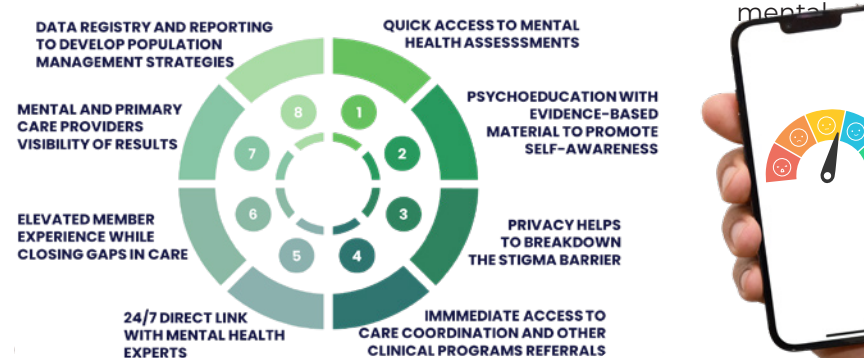 mental
QUICK ACCESS TO MENTAL
HEALTH ASSESSSMENTS
1
PSYCHOEDUCATION WITH
EVIDENCE-BASED
MATERIAL TO PROMOTE
SELF-AWARENESS
2
PRIVACY HELPS
TO BREAKDOWN
THE STIGMA BARRIER
3
IMMMEDIATE ACCESS TO
CARE COORDINATION AND OTHER
CLINICAL PROGRAMS REFERRALS
4
24/7 DIRECT LINK
WITH MENTAL HEALTH
EXPERTS
5
ELEVATED MEMBER
EXPERIENCE WHILE
CLOSING GAPS IN CARE
6
MENTAL AND PRIMARY
CARE PROVIDERS
VISIBILITY OF RESULTS
7
DATA REGISTRY AND REPORTING
TO DEVELOP POPULATION
MANAGEMENT STRATEGIES
8